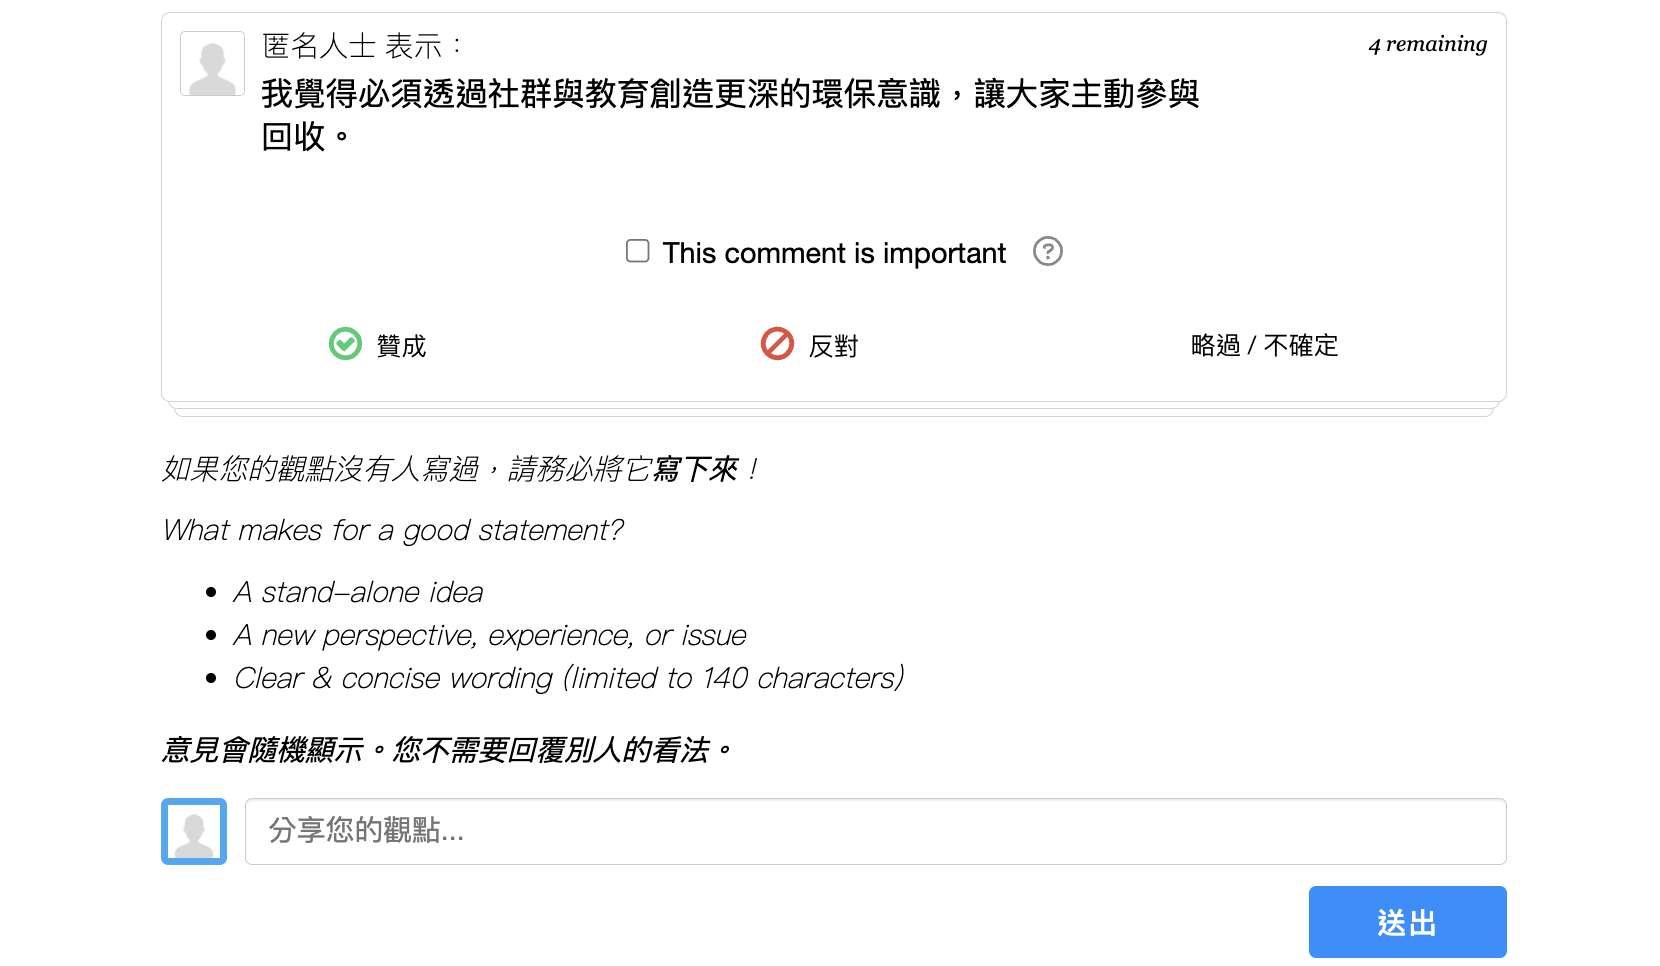 匿名人士 表示：
4 remaining
我覺得必須透過社群與教育創造更深的環保意識，讓大家主動參與
回收。
This comment is important
贊成
反對
略過 / 不確定
如果您的觀點沒有人寫過，請務必將它寫下來！
What makes for a good statement?
A stand-alone idea
A new perspective, experience, or issue
Clear & concise wording (limited to 140 characters)
意見會隨機顯示。您不需要回覆別人的看法。
分享您的觀點...
送出